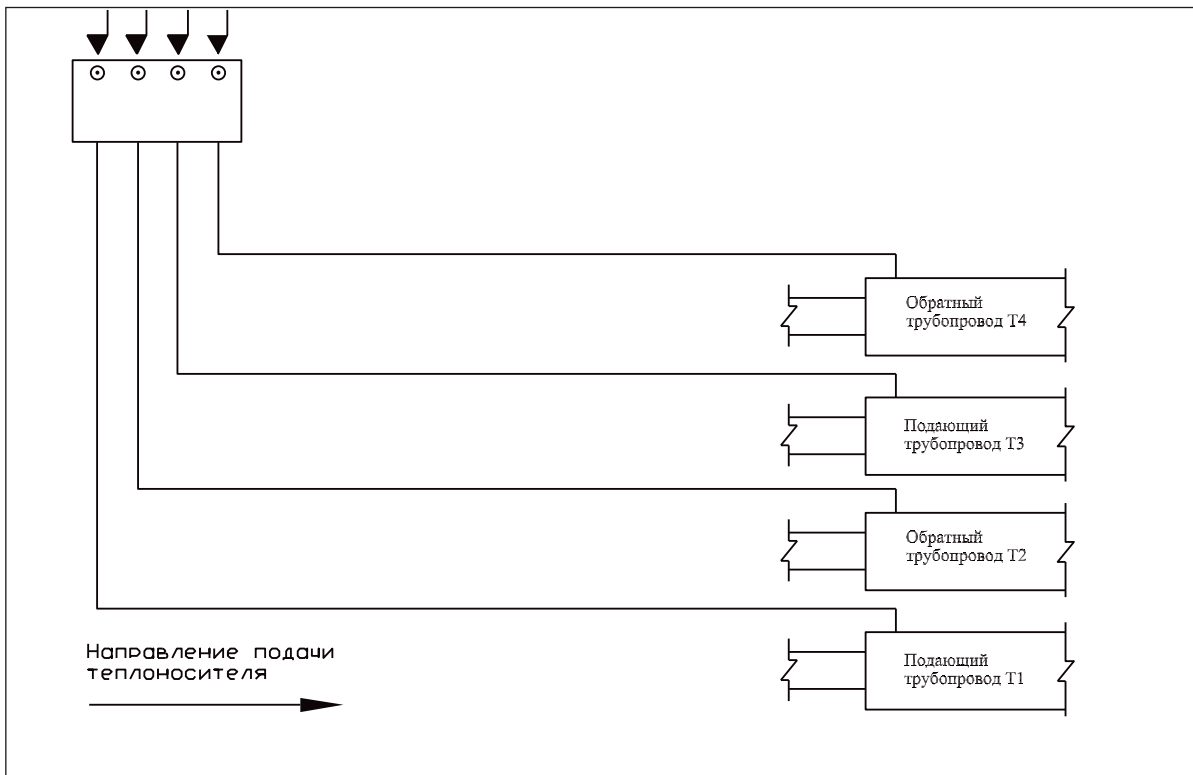 Обратный
трубопровод Т4
Подающий
трубопровод Т3
Обратный
трубопровод Т2
Направление подачи
теплоносителя
Подающий
трубопровод Т1